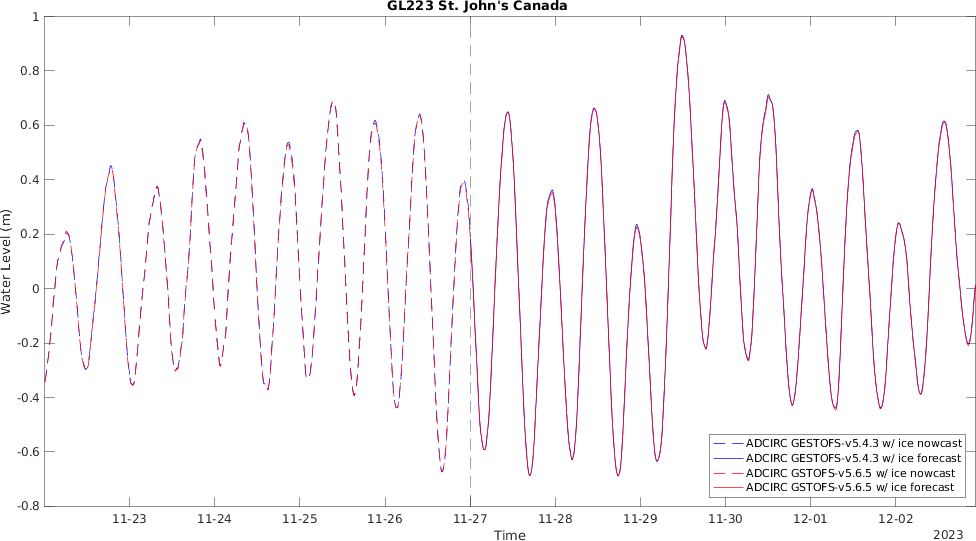 GL223 St. John's Canada
1
0.8
0.6
0.4
0.2
0
-0.2
-0.4
-0.6
-0.8
Water Level (m)
11-23 11-24 11-25 11-26 11-27 11-28 11-29 11-30 12-01 12-02
Time
2023
ADCIRC GESTOFS-v5.4.3 w/ ice nowcast
ADCIRC GESTOFS-v5.4.3 w/ ice forecast
ADCIRC GSTOFS-v5.6.5 w/ ice nowcast
ADCIRC GSTOFS-v5.6.5 w/ ice forecast